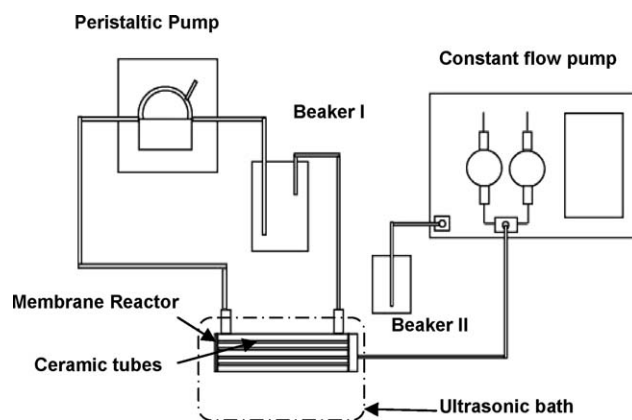 Peristaltic Pump
Constant flow pump
Beaker I
Membrane Reactor
Beaker II
Ceramic tubes
Ultrasonic bath